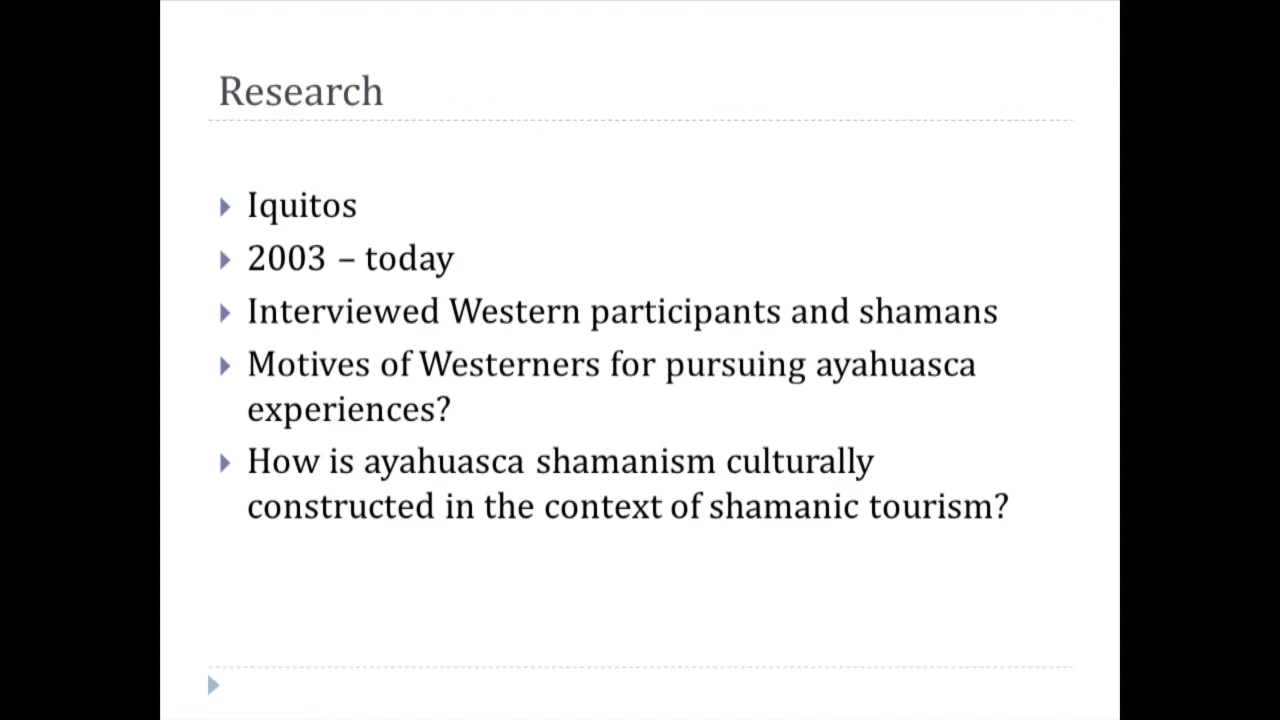 Research
Iquitos
2003 – today
Interviewed Western participants and shamans
Motives of Westerners for pursuing ayahuasca
experiences?
How is ayahuasca shamanism culturally
constructed in the context of shamanic tourism?